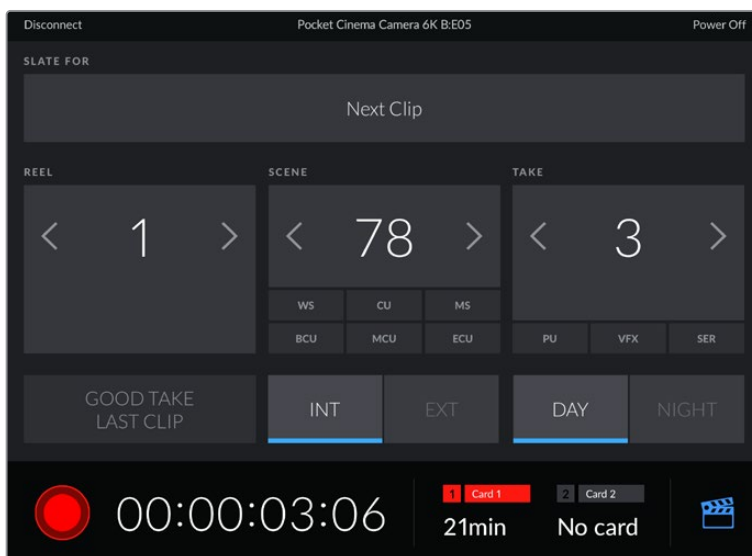 Disconnect Pocket Cinema Camera 6K B:E05 Power Off
SLATE FOR
Next Clip
REEL SCENE TAKE
< 1 > < 78 > < 3 >
WS CU MS
BCU MCU ECU PU VFX SER
GOOD TAKE
LAST CLIP
INT EXT DAY NIGHT
00:00:03:06
1 Card 1 2 Card 2
21min No card